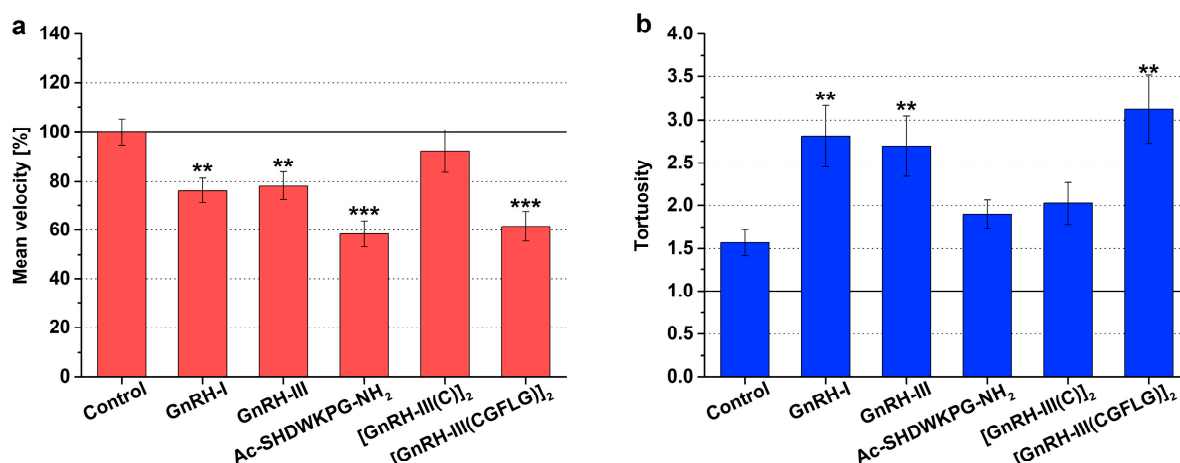 a
140
120
100
80
60
40
20
0
Mean velocity [%]
**
**
***
***
Control
GnRH-I
GnRH-III
Ac-SHDWKPG-NH₂
[GnRH-III(C)]₂
[GnRH-III(CGFLG)]₂
b
4.0
3.5
3.0
2.5
2.0
1.5
1.0
0.5
0.0
Tortuosity
**
**
**
Control
GnRH-I
GnRH-III
Ac-SHDWKPG-NH₂
[GnRH-III(C)]₂
[GnRH-III(CGFLG)]₂